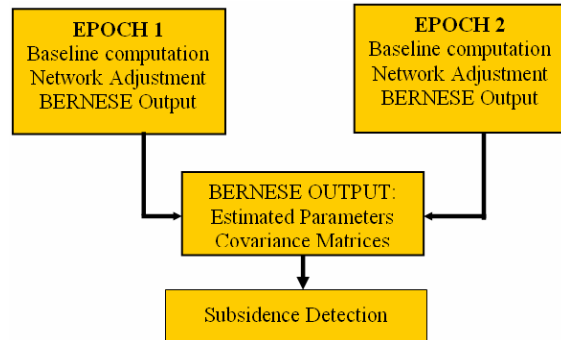 EPOCH 1
Baseline computation
Network Adjustment
BERNESE Output
EPOCH 2
Baseline computation
Network Adjustment
BERNESE Output
BERNESE OUTPUT:
Estimated Parameters
Covariance Matrices
Subsidence Detection